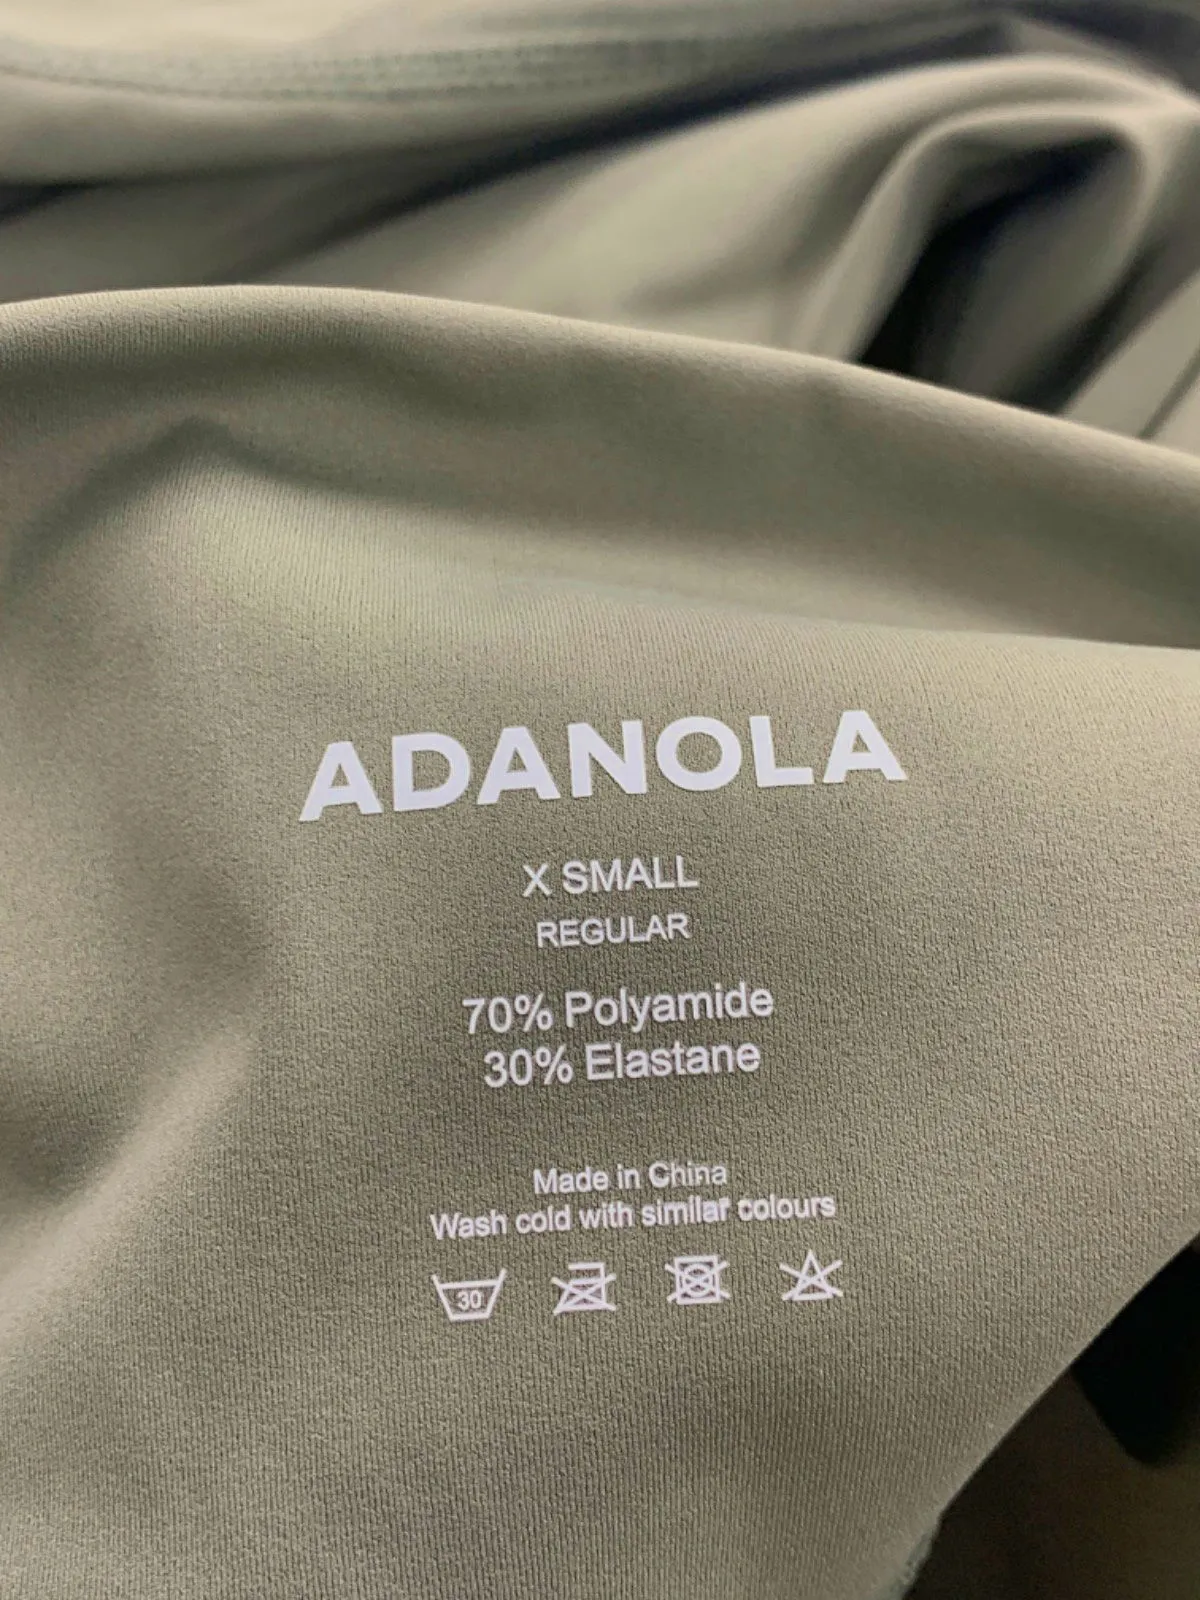 ADANOLA
X SMALL
REGULAR
70% Polyamide
30% Elastane
Made in China
Wash cold with similar colours
30